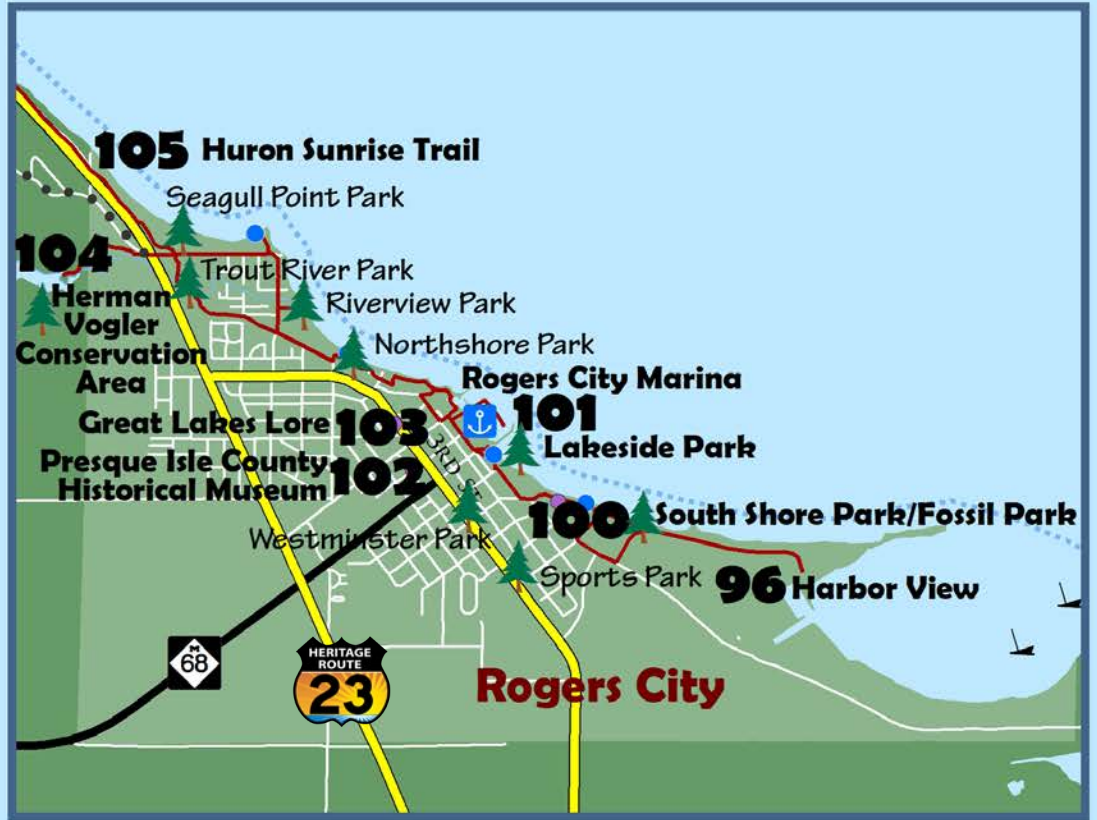 105 Huron Sunrise Trail
Seagull Point Park
104
Trout River Park
Herman
Vogler
Conservation
Area
Riverview Park
Northshore Park
Rogers City Marina
101
Great Lakes Lore 103
3RD ST
Lakeside Park
Presque Isle County
Historical Museum 102
100 South Shore Park/Fossil Park
Westminster Park
Sports Park
96 Harbor View
M
68
HERITAGE
ROUTE
23
Rogers City